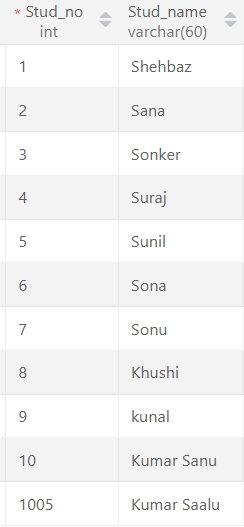 * Stud_no Stud_name
int varchar(60)
1 Shehbaz
2 Sana
3 Sonker
4 Suraj
5 Sunil
6 Sona
7 Sonu
8 Khushi
9 kunal
10 Kumar Sanu
1005 Kumar Saalu